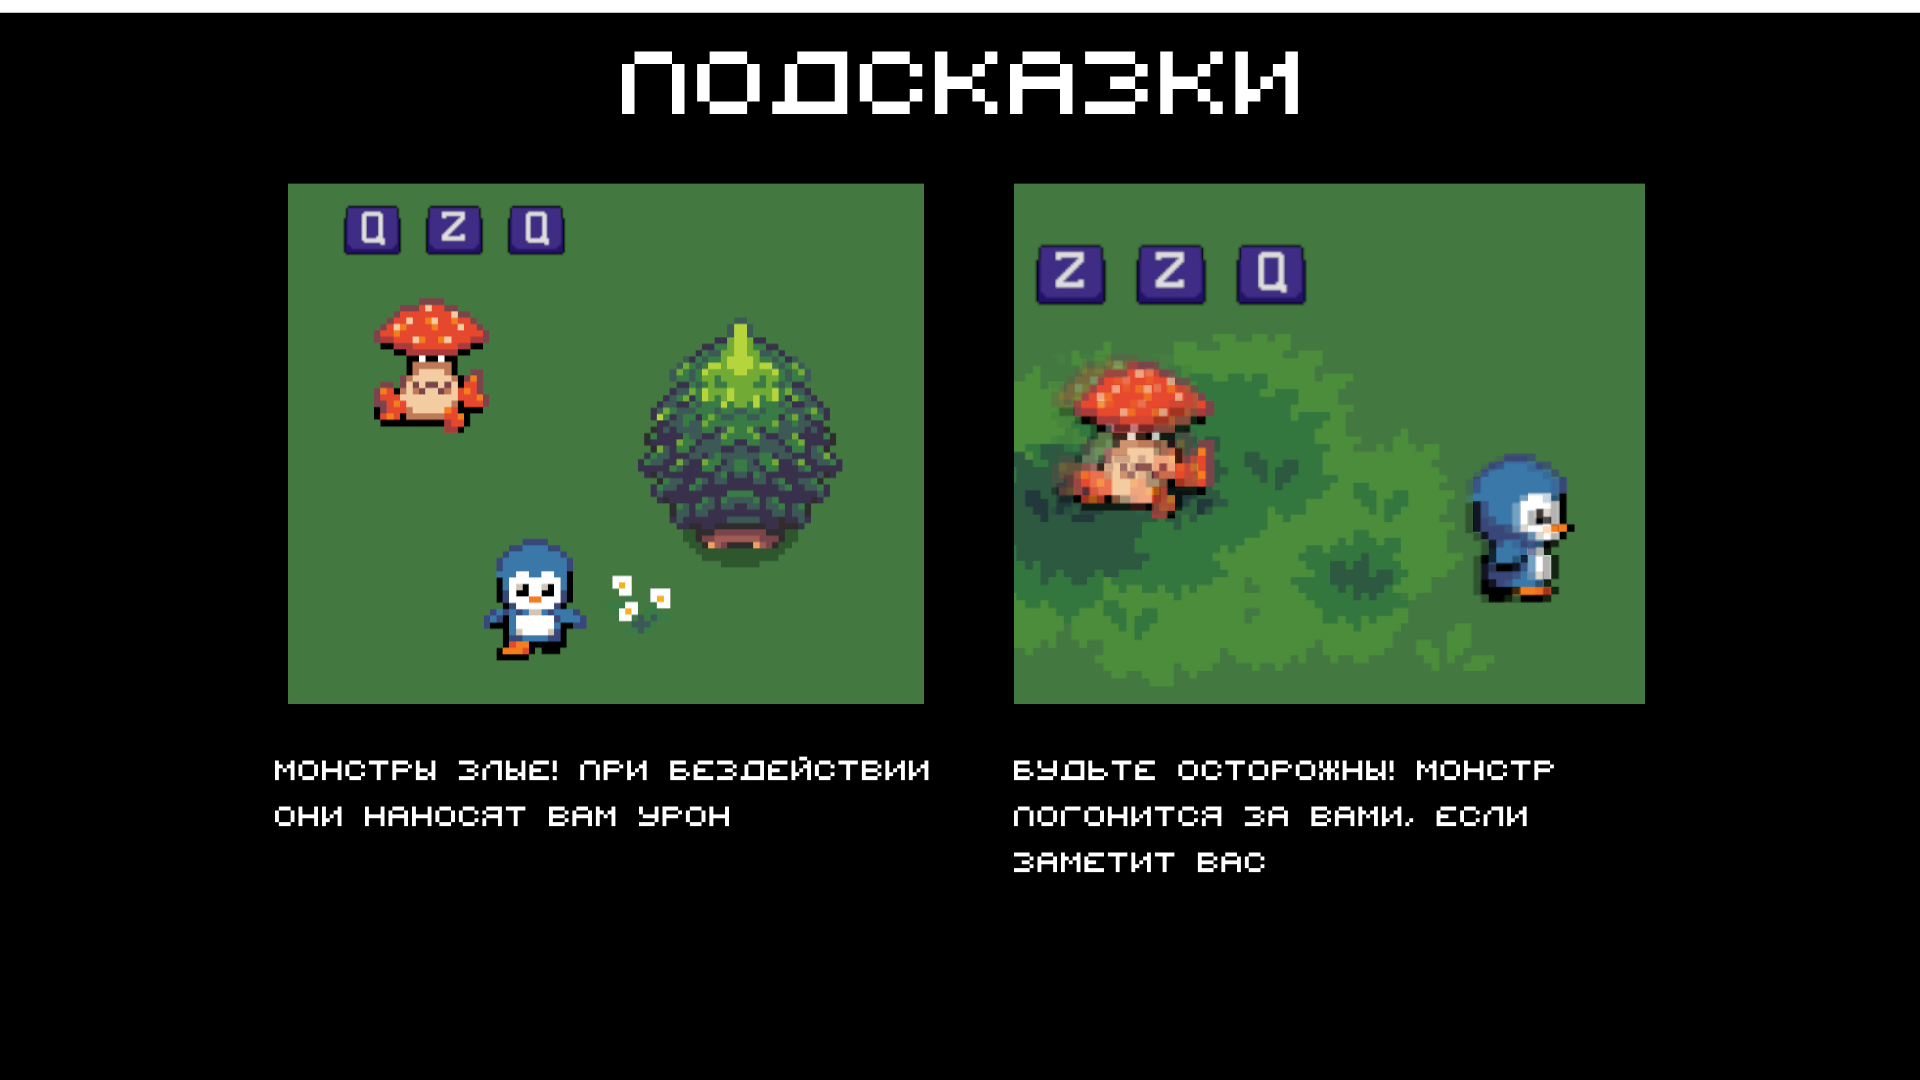 ПОДСКАЗКИ
Q Z Q
Z Z Q
МОНСТРЫ ЗЛЫЕ! ПРИ БЕЗДЕЙСТВИИ
ОНИ НАНОСЯТ ВАМ УРОН
БУДЬТЕ ОСТОРОЖНЫ! МОНСТР
ПОГОНИТСЯ ЗА ВАМИ, ЕСЛИ
ЗАМЕТИТ ВАС